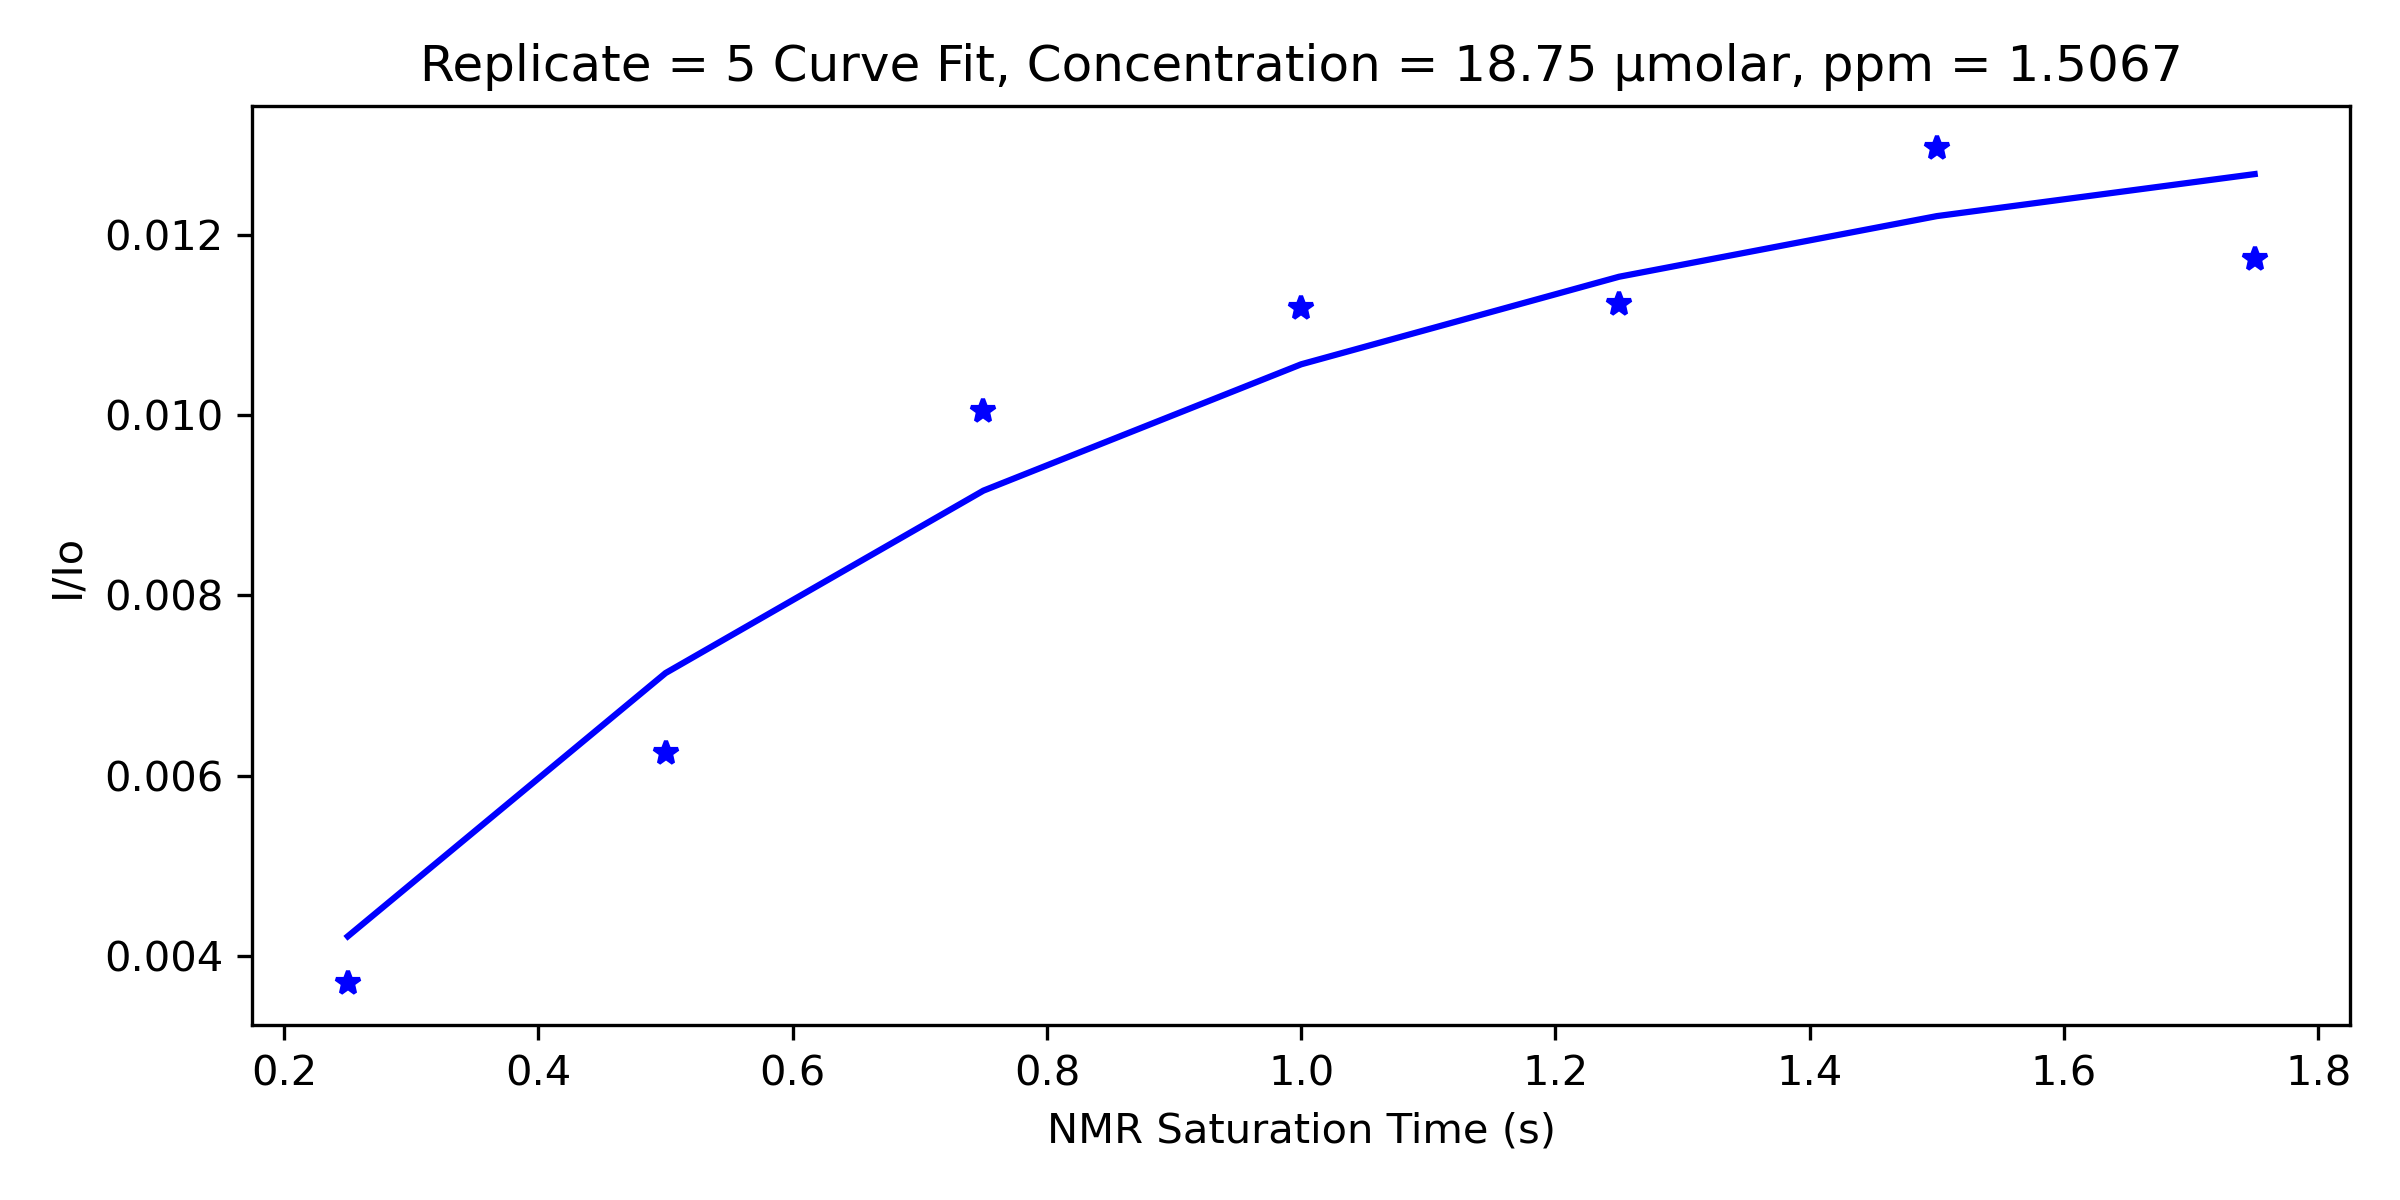 Replicate = 5 Curve Fit, Concentration = 18.75 μmolar, ppm = 1.5067
0.012
0.010
0.008
0.006
0.004
I/Io
0.2 0.4 0.6 0.8 1.0 1.2 1.4 1.6 1.8
NMR Saturation Time (s)